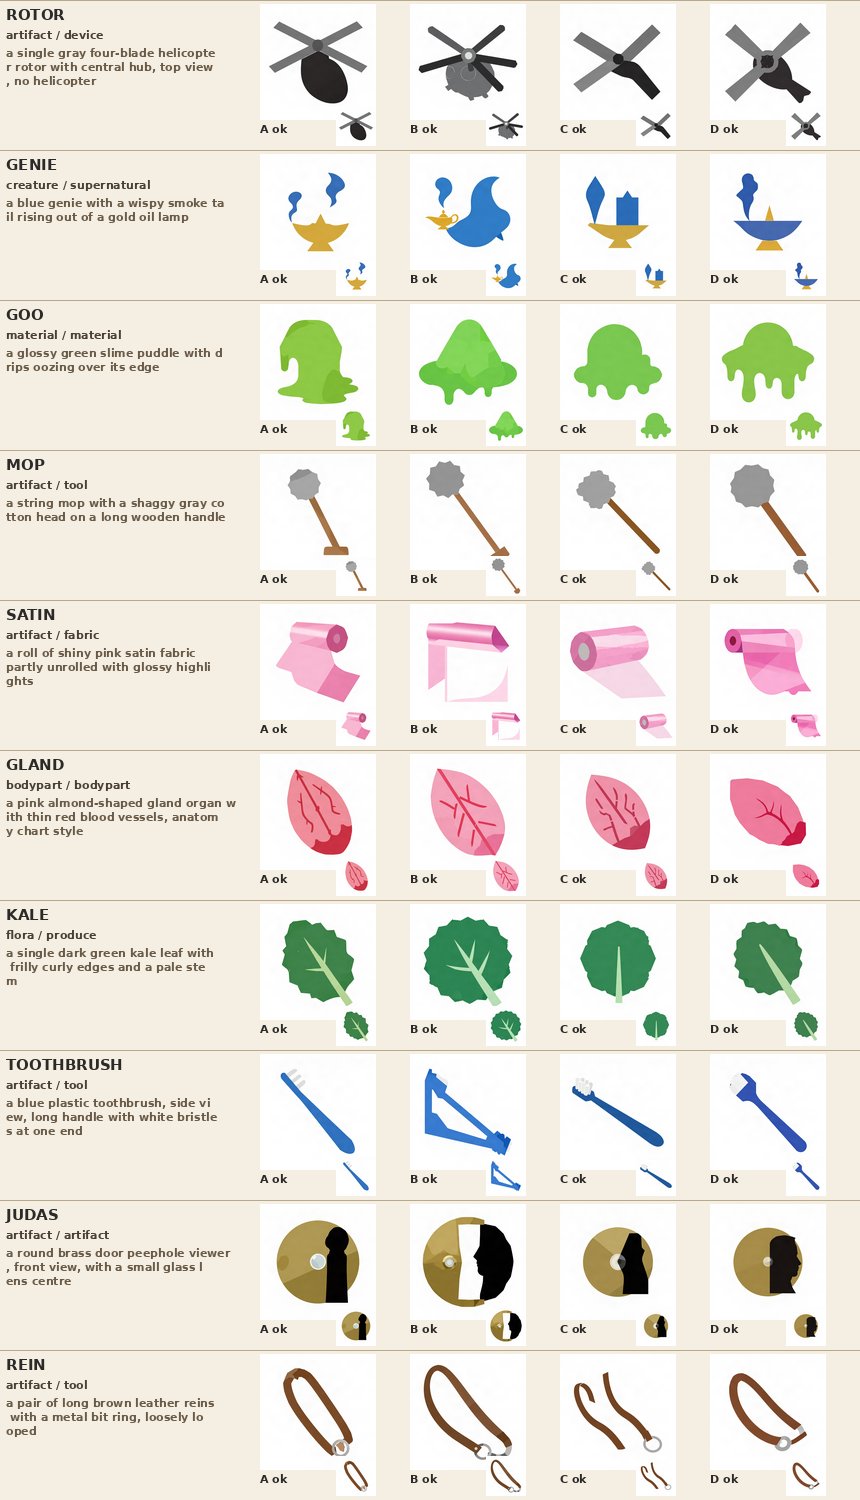 ROTOR
artifact / device
a single gray four-blade helicopte
r rotor with central hub, top view
, no helicopter
A ok B ok C ok D ok
GENIE
creature / supernatural
a blue genie with a wispy smoke ta
il rising out of a gold oil lamp
A ok B ok C ok D ok
GOO
material / material
a glossy green slime puddle with d
rips oozing over its edge
A ok B ok C ok D ok
MOP
artifact / tool
a string mop with a shaggy gray co
tton head on a long wooden handle
A ok B ok C ok D ok
SATIN
artifact / fabric
a roll of shiny pink satin fabric
partly unrolled with glossy highli
ghts
A ok B ok C ok D ok
GLAND
bodypart / bodypart
a pink almond-shaped gland organ w
ith thin red blood vessels, anatom
y chart style
A ok B ok C ok D ok
KALE
flora / produce
a single dark green kale leaf with
frilly curly edges and a pale ste
m
A ok B ok C ok D ok
TOOTHBRUSH
artifact / tool
a blue plastic toothbrush, side vi
ew, long handle with white bristle
s at one end
A ok B ok C ok D ok
JUDAS
artifact / artifact
a round brass door peephole viewer
, front view, with a small glass l
ens centre
A ok B ok C ok D ok
REIN
artifact / tool
a pair of long brown leather reins
with a metal bit ring, loosely lo
oped
A ok B ok C ok D ok